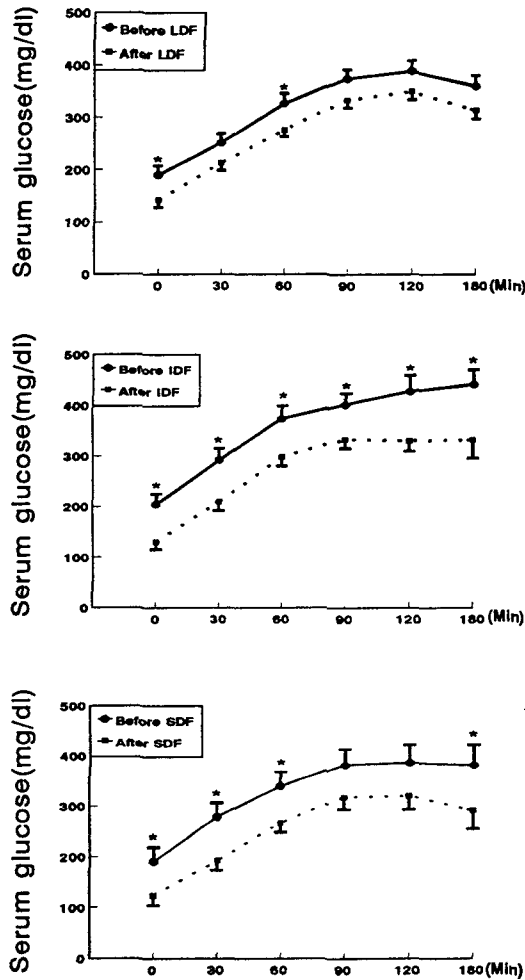 Serum glucose(mg/dl)
500
400
300
200
100
0
Before LDF
After LDF
*
*
0 30 60 90 120 180(Min)
Serum glucose(mg/dl)
500
400
300
200
100
0
Before IDF
After IDF
*
*
*
*
*
*
0 30 60 90 120 180(Min)
Serum glucose(mg/dl)
500
400
300
200
100
0
Before SDF
After SDF
*
*
*
*
0 30 60 90 120 180 (Min)